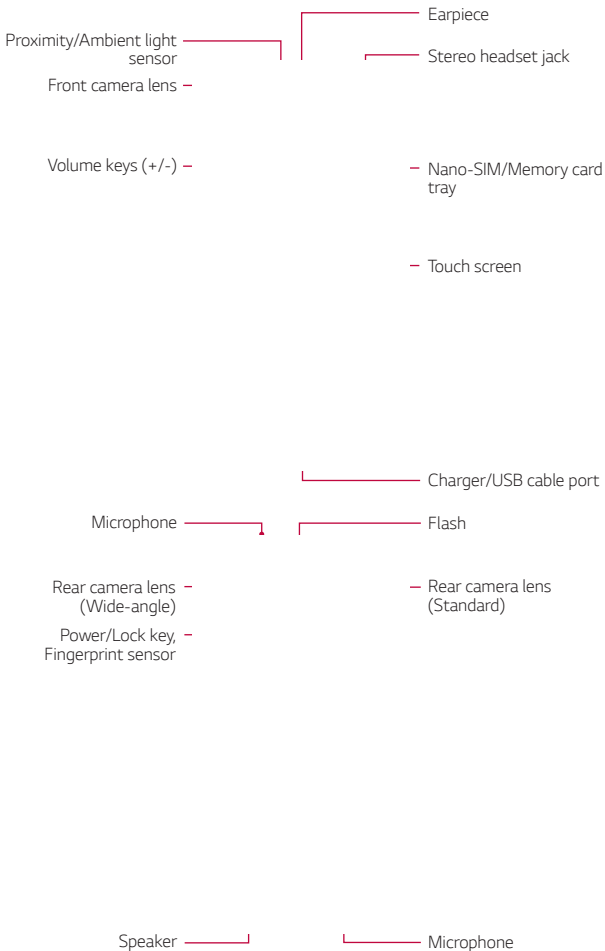 Earpiece
Proximity/Ambient light
sensor
Stereo headset jack
Front camera lens
Volume keys (+/-)
Nano-SIM/Memory card
tray
Touch screen
Charger/USB cable port
Microphone
Flash
Rear camera lens
(Wide-angle)
Rear camera lens
(Standard)
Power/Lock key,
Fingerprint sensor
Speaker
Microphone